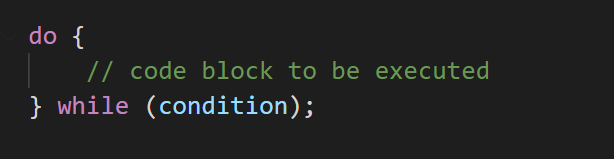 do {
    // code block to be executed
} while (condition);